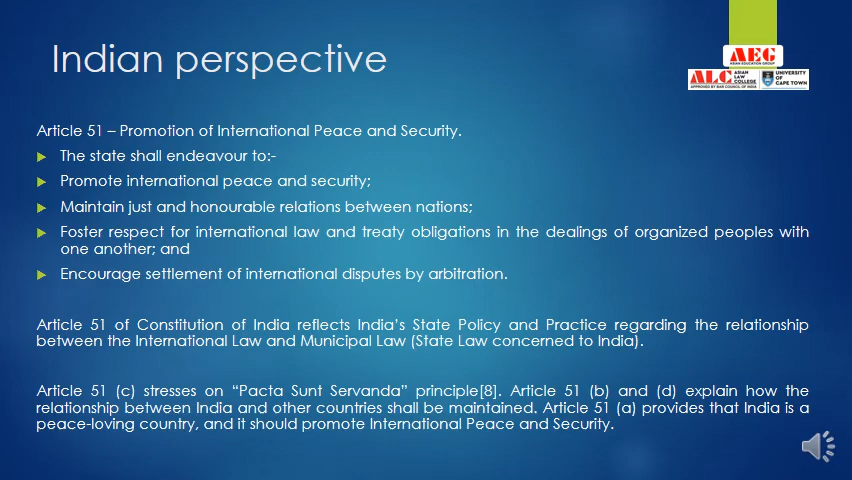 Indian perspective
AEG
ASIAN EDUCATION GROUP
ALC ASIAN LAW COLLEGE
APPROVED BY BAR COUNCIL OF INDIA
UNIVERSITY OF CAPE TOWN
Article 51 – Promotion of International Peace and Security.
The state shall endeavour to:-
Promote international peace and security;
Maintain just and honourable relations between nations;
Foster respect for international law and treaty obligations in the dealings of organized peoples with
one another; and
Encourage settlement of international disputes by arbitration.
Article 51 of Constitution of India reflects India's State Policy and Practice regarding the relationship
between the International Law and Municipal Law (State Law concerned to India).
Article 51 (c) stresses on “Pacta Sunt Servanda” principle[8]. Article 51 (b) and (d) explain how the
relationship between India and other countries shall be maintained. Article 51 (a) provides that India is a
peace-loving country, and it should promote International Peace and Security.